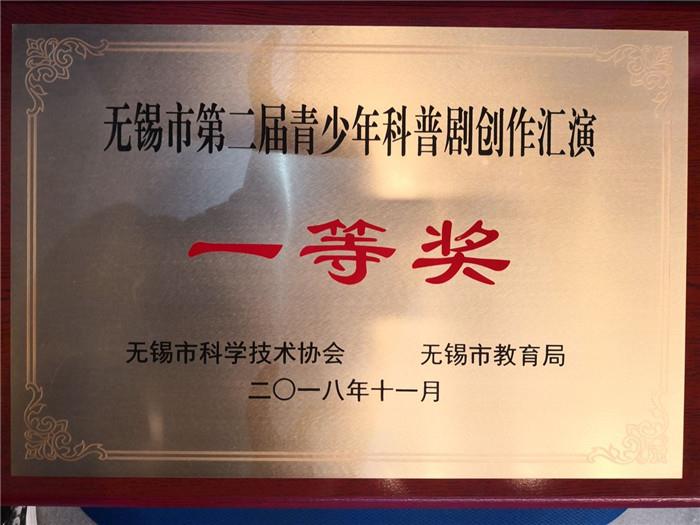 无锡市第二届青少年科普剧创作汇演
一等奖
无锡市科学技术协会 无锡市教育局
二〇一八年十一月